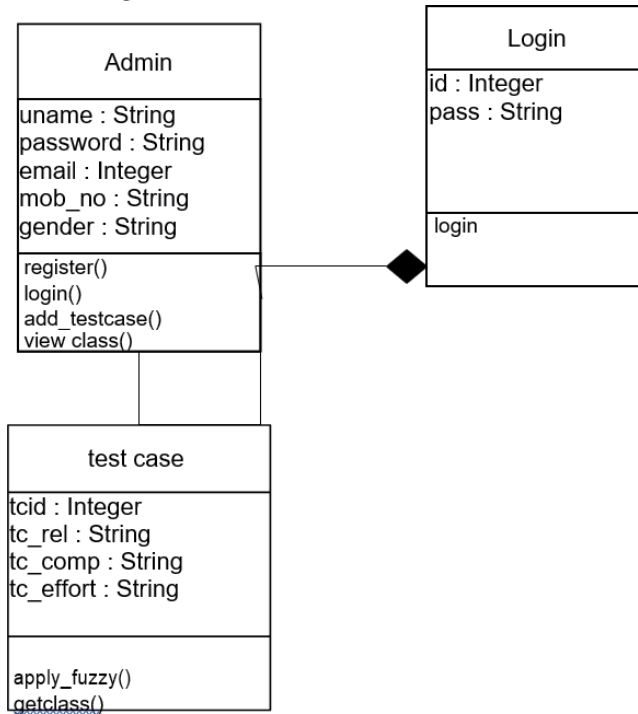 Admin
uname : String
password : String
email : Integer
mob_no : String
gender : String
register()
login()
add_testcase()
view class()
Login
id : Integer
pass : String
login
test case
tcid : Integer
tc_rel : String
tc_comp : String
tc_effort : String
apply_fuzzy()
getclass()